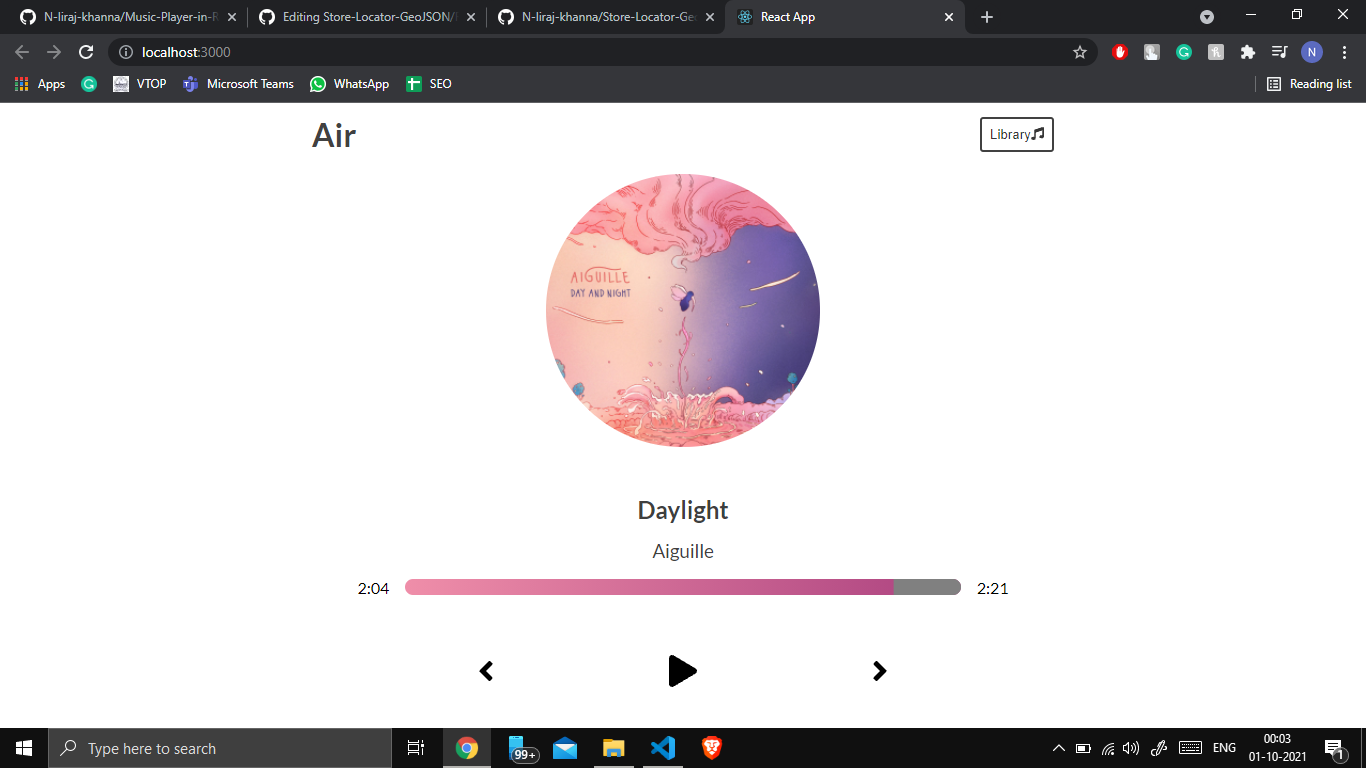 N-liraj-khanna/Music-Player-in-R
Editing Store-Locator-GeoJSON/
N-liraj-khanna/Store-Locator-Geo
React App
localhost:3000
N
Apps
VTOP
Microsoft Teams
WhatsApp
SEO
Reading list
Air
Library
AIGUILLE
DAY AND NIGHT
Daylight
Aiguille
2:04
2:21
Type here to search
99+
ENG
00:03
01-10-2021
1